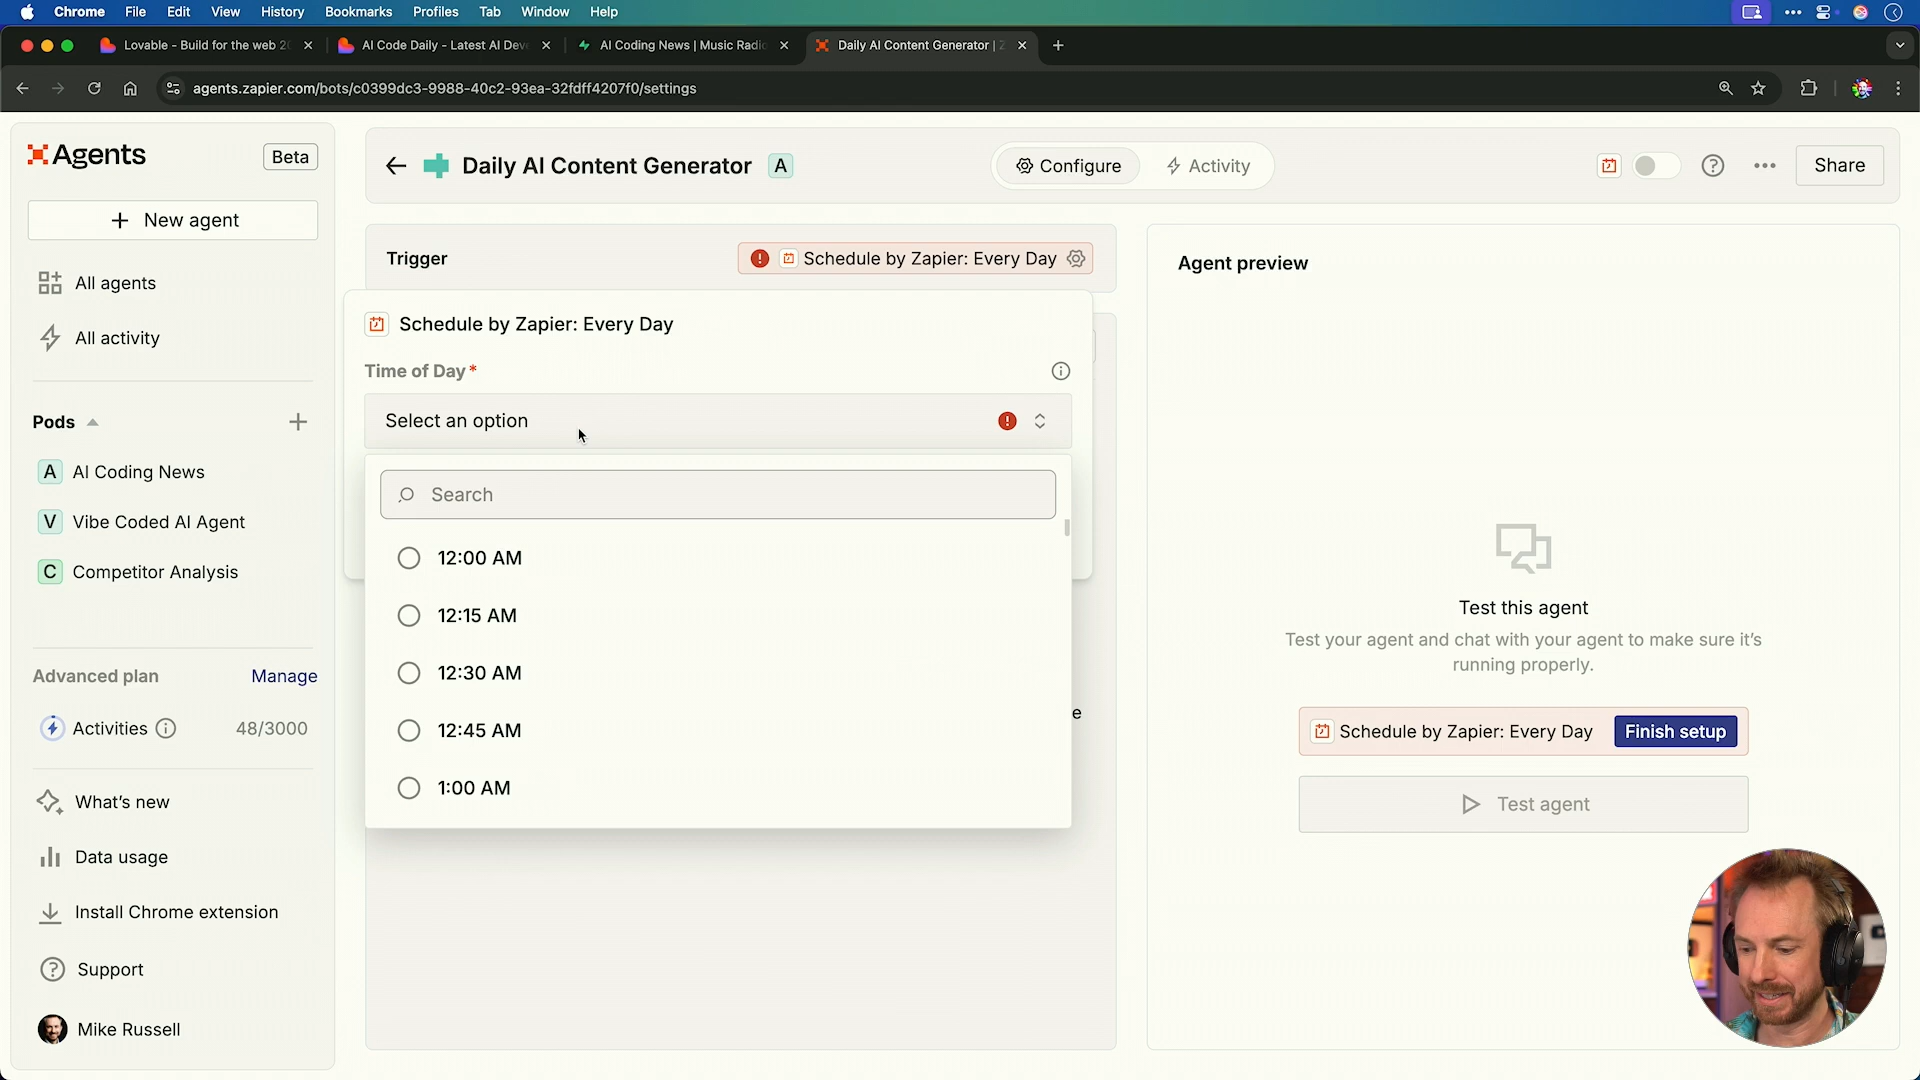 Chrome File Edit View History Bookmarks Profiles Tab Window Help
Lovable - Build for the web 2
AI Code Daily - Latest AI Dev
AI Coding News | Music Radio
Daily AI Content Generator |
agents.zapier.com/bots/c0399dc3-9988-40c2-93ea-32fdff4207f0/settings
Agents
Beta
New agent
All agents
All activity
Pods
A AI Coding News
V Vibe Coded AI Agent
C Competitor Analysis
Advanced plan
Manage
Activities
48/3000
What's new
Data usage
Install Chrome extension
Support
Mike Russell
Daily AI Content Generator
A
Configure
Activity
Share
Trigger
Schedule by Zapier: Every Day
Schedule by Zapier: Every Day
Time of Day*
Select an option
Search
12:00 AM
12:15 AM
12:30 AM
12:45 AM
1:00 AM
e
Agent preview
Test this agent
Test your agent and chat with your agent to make sure it's
running properly.
Schedule by Zapier: Every Day
Finish setup
Test agent